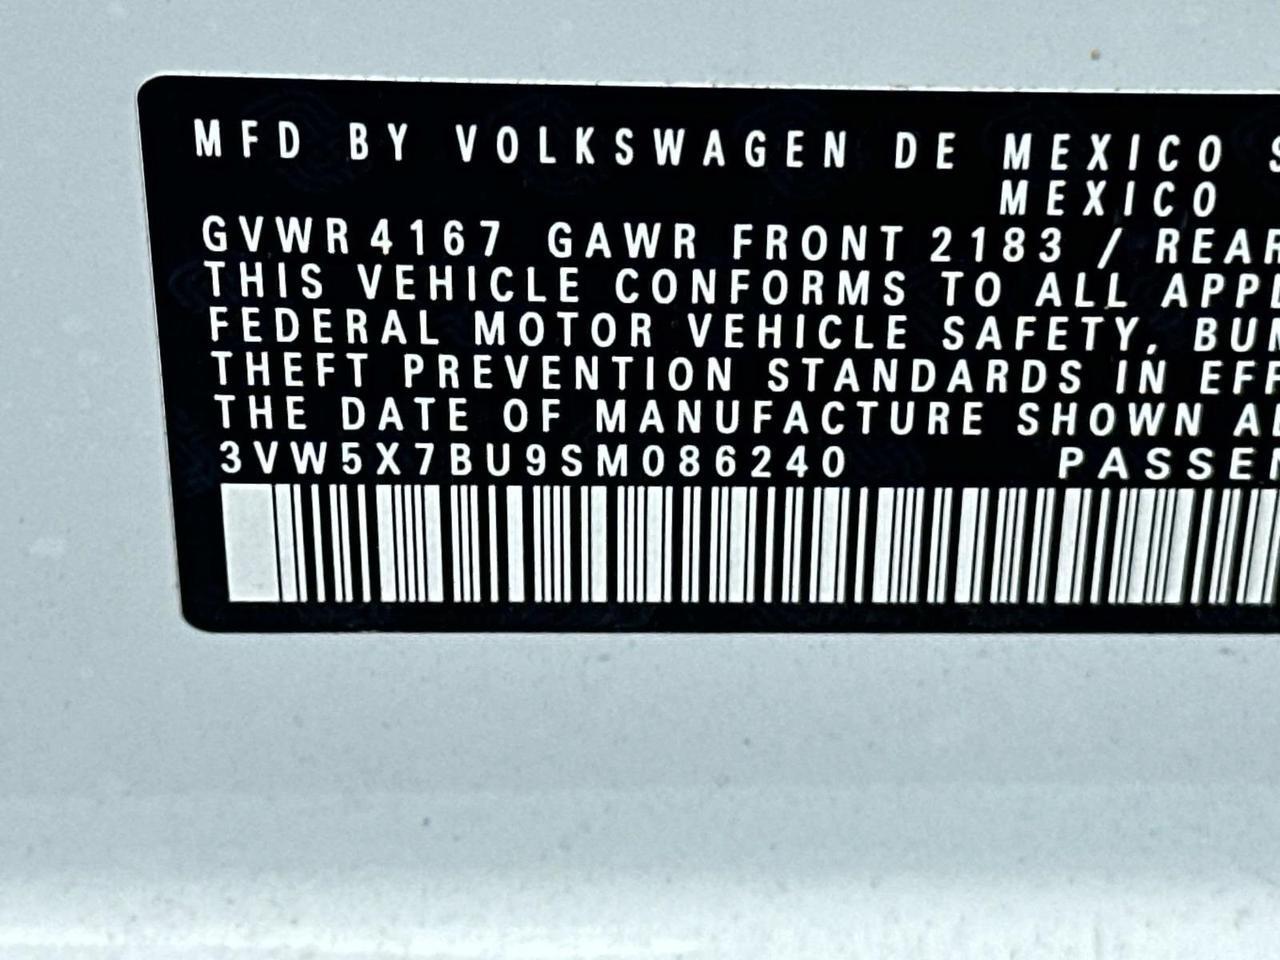 MFD BY VOLKSWAGEN DE MEXICO
MEXICO
GVWR 4167 GAWR FRONT 2183 / REAR
THIS VEHICLE CONFORMS TO ALL
FEDERAL MOTOR VEHICLE SAFETY,
THEFT PREVENTION STANDARDS IN
THE DATE OF MANUFACTURE SHOWN
3VW5X7BU9SM086240